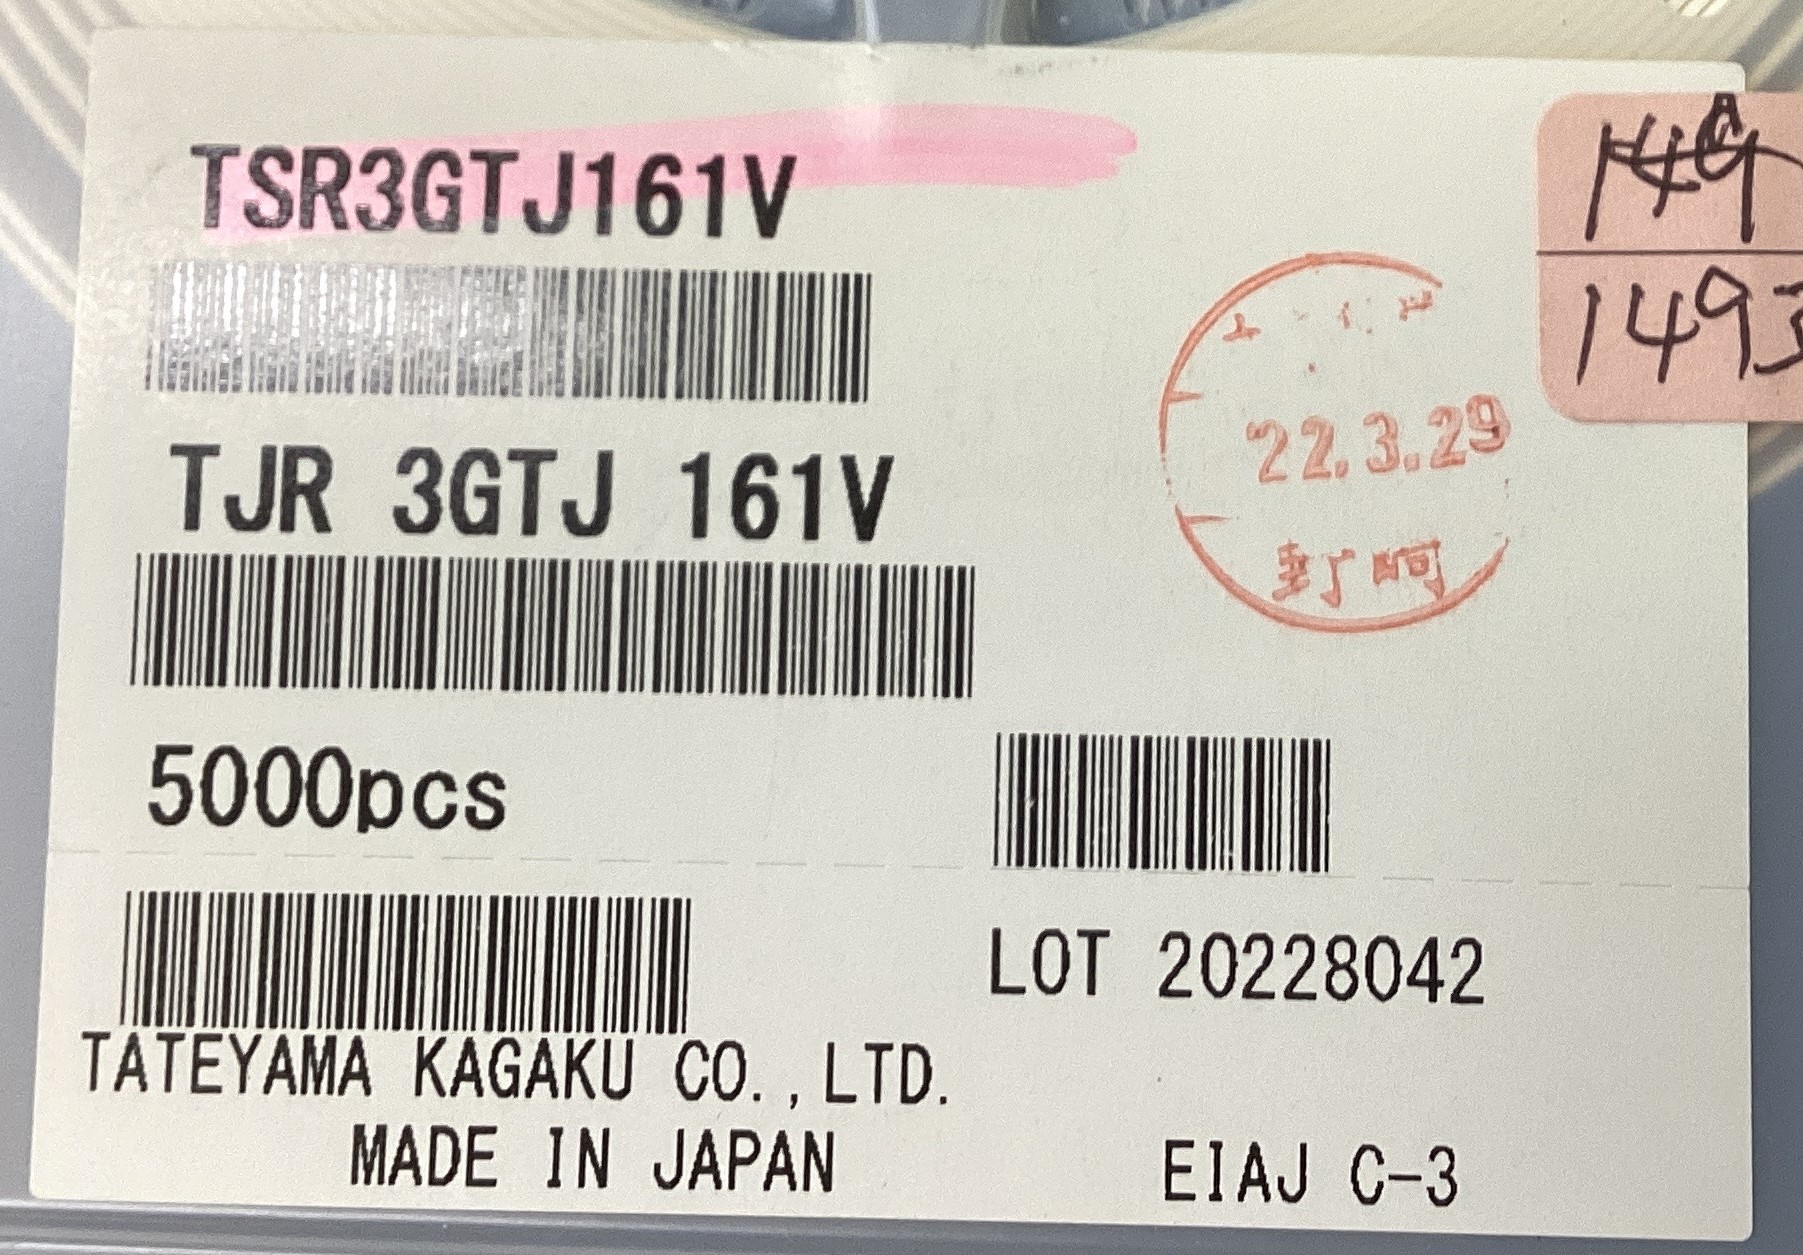 TSR3GTJ161V
TJR 3GTJ 161V
22.3.29
1493
5000pcs
LOT 20228042
TATEYAMA KAGAKU CO.,LTD.
MADE IN JAPAN
EIAJ C-3